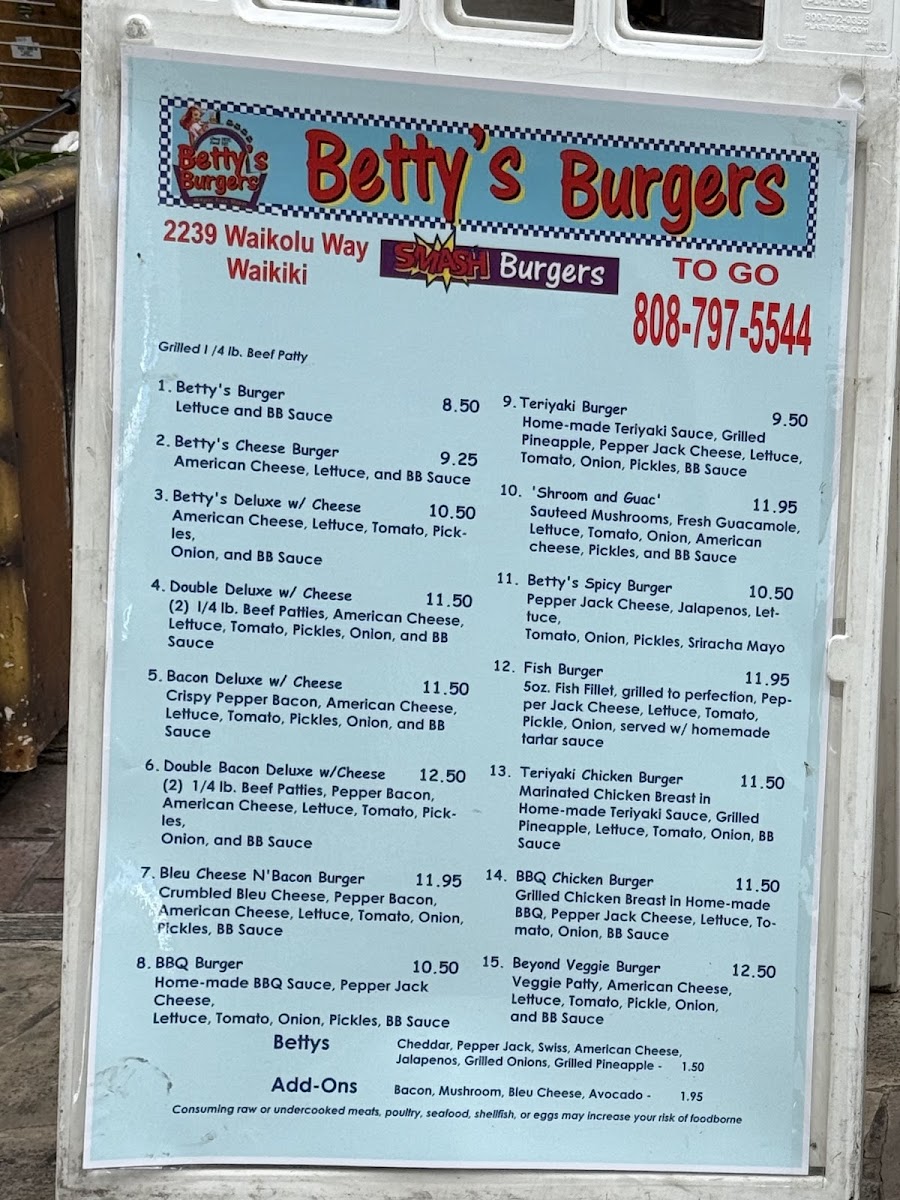 800-772-0355
Betty's
Burgers
Betty's Burgers
2239 Waikolu Way
Waikiki
SMASH Burgers
TO GO
808-797-5544
Grilled 1/4 lb. Beef Patty
1. Betty's Burger 8.50
Lettuce and BB Sauce
2. Betty's Cheese Burger 9.25
American Cheese, Lettuce, and BB Sauce
3. Betty's Deluxe w/ Cheese 10.50
American Cheese, Lettuce, Tomato, Pick-
les,
Onion, and BB Sauce
4. Double Deluxe w/ Cheese 11.50
(2) 1/4 lb. Beef Patties, American Cheese,
Lettuce, Tomato, Pickles, Onion, and BB
Sauce
5. Bacon Deluxe w/ Cheese 11.50
Crispy Pepper Bacon, American Cheese,
Lettuce, Tomato, Pickles, Onion, and BB
Sauce
6. Double Bacon Deluxe w/Cheese 12.50
(2) 1/4 lb. Beef Patties, Pepper Bacon,
American Cheese, Lettuce, Tomato, Pick-
les,
Onion, and BB Sauce
7. Bleu Cheese N'Bacon Burger 11.95
Crumbled Bleu Cheese, Pepper Bacon,
American Cheese, Lettuce, Tomato, Onion,
Pickles, BB Sauce
8. BBQ Burger 10.50
Home-made BBQ Sauce, Pepper Jack
Cheese,
Lettuce, Tomato, Onion, Pickles, BB Sauce
9. Teriyaki Burger 9.50
Home-made Teriyaki Sauce, Grilled
Pineapple, Pepper Jack Cheese, Lettuce,
Tomato, Onion, Pickles, BB Sauce
10. 'Shroom and Guac' 11.95
Sauteed Mushrooms, Fresh Guacamole,
Lettuce, Tomato, Onion, American
cheese, Pickles, and BB Sauce
11. Betty's Spicy Burger 10.50
Pepper Jack Cheese, Jalapenos, Let-
tuce,
Tomato, Onion, Pickles, Sriracha Mayo
12. Fish Burger 11.95
5oz. Fish Fillet, grilled to perfection, Pep-
per Jack Cheese, Lettuce, Tomato,
Pickle, Onion, served w/ homemade
tartar sauce
13. Teriyaki Chicken Burger 11.50
Marinated Chicken Breast in
Home-made Teriyaki Sauce, Grilled
Pineapple, Lettuce, Tomato, Onion, BB
Sauce
14. BBQ Chicken Burger 11.50
Grilled Chicken Breast in Home-made
BBQ, Pepper Jack Cheese, Lettuce, To-
mato, Onion, BB Sauce
15. Beyond Veggie Burger 12.50
Veggie Patty, American Cheese,
Lettuce, Tomato, Pickle, Onion,
and BB Sauce
Bettys Cheddar, Pepper Jack, Swiss, American Cheese,
Jalapenos, Grilled Onions, Grilled Pineapple - 1.50
Add-Ons Bacon, Mushroom, Bleu Cheese, Avocado - 1.95
Consuming raw or undercooked meats, poultry, seafood, shellfish, or eggs may increase your risk of foodborne